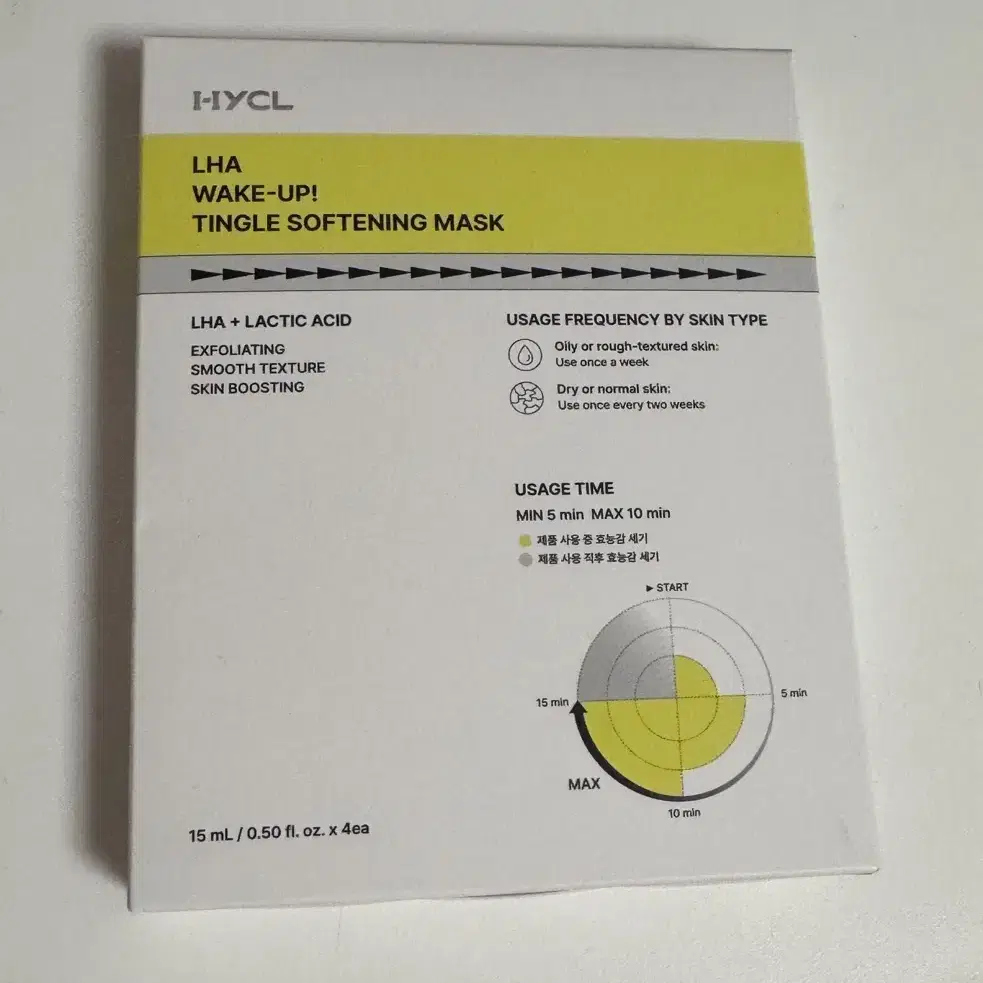 HYCL
LHA
WAKE-UP!
TINGLE SOFTENING MASK
LHA + LACTIC ACID
EXFOLIATING
SMOOTH TEXTURE
SKIN BOOSTING
USAGE FREQUENCY BY SKIN TYPE
Oily or rough-textured skin:
Use once a week
Dry or normal skin:
Use once every two weeks
USAGE TIME
MIN 5 min MAX 10 min
제품 사용 중 효능감 세기
제품 사용 직후 효능감 세기
▶ START
5 min
15 min
MAX
10 min
15 mL / 0.50 fl. oz. x 4ea